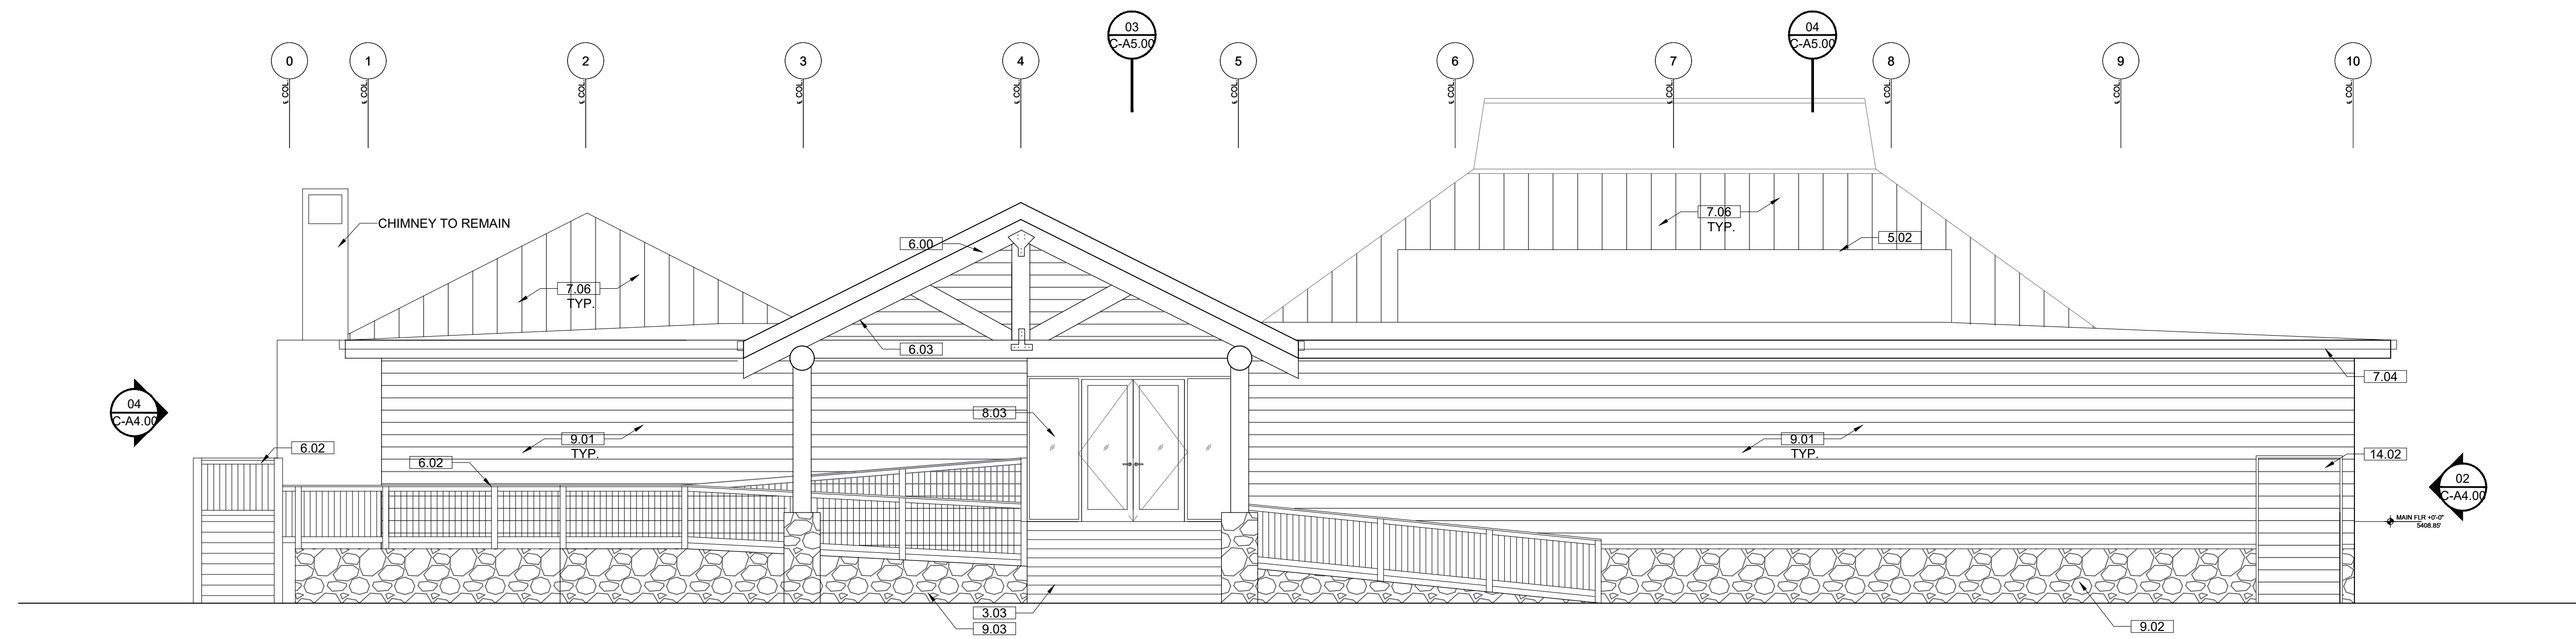 03
C-A5.00
04
C-A5.00
0
1
2
3
4
5
6
7
8
9
10
℄ COL.
℄ COL.
℄ COL.
℄ COL.
℄ COL.
℄ COL.
℄ COL.
℄ COL.
℄ COL.
℄ COL.
℄ COL.
CHIMNEY TO REMAIN
7.06
TYP.
5.02
6.00
7.06
TYP.
6.03
7.04
04
C-A4.00
8.03
9.01
TYP.
9.01
TYP.
6.02
6.02
14.02
02
C-A4.00
MAIN FLR +0'-0"
5408.85'
3.03
9.03
9.02